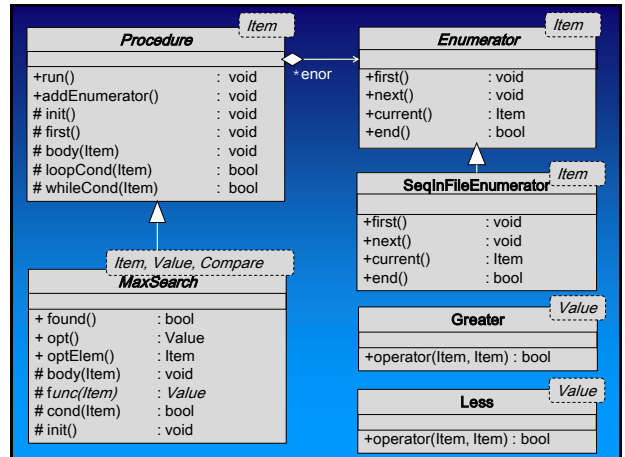 Item
Procedure
+run() : void
+addEnumerator() : void
# init() : void
# first() : void
# body(Item) : void
# loopCond(Item) : bool
# whileCond(Item) : bool
*enor
Item
Enumerator
+first() : void
+next() : void
+current() : Item
+end() : bool
Item
SeqInFileEnumerator
+first() : void
+next() : void
+current() : Item
+end() : bool
Item, Value, Compare
MaxSearch
+ found() : bool
+ opt() : Value
+ optElem() : Item
# body(Item) : void
# func(Item) : Value
# cond(Item) : bool
# init() : void
Value
Greater
+operator(Item, Item) : bool
Value
Less
+operator(Item, Item) : bool